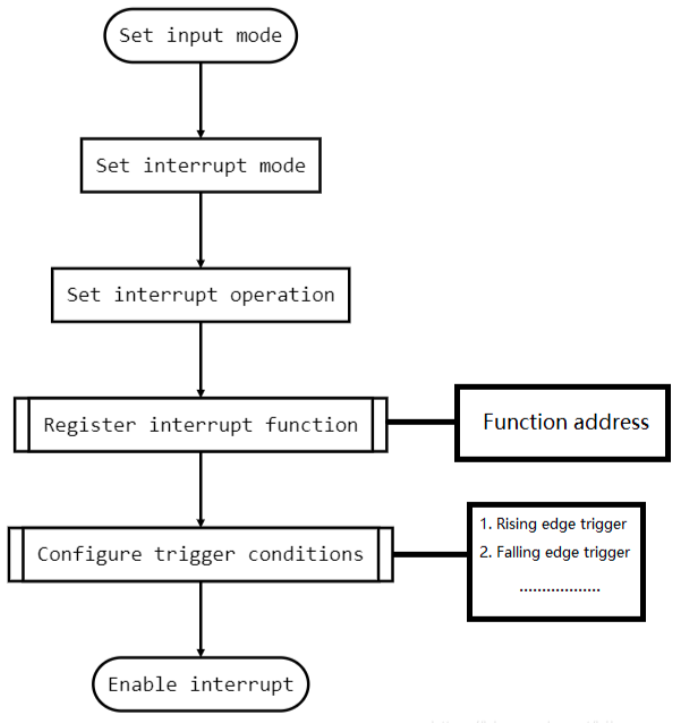 Set input mode
Set interrupt mode
Set interrupt operation
Register interrupt function
Function address
Configure trigger conditions
1. Rising edge trigger
2. Falling edge trigger
..................
Enable interrupt